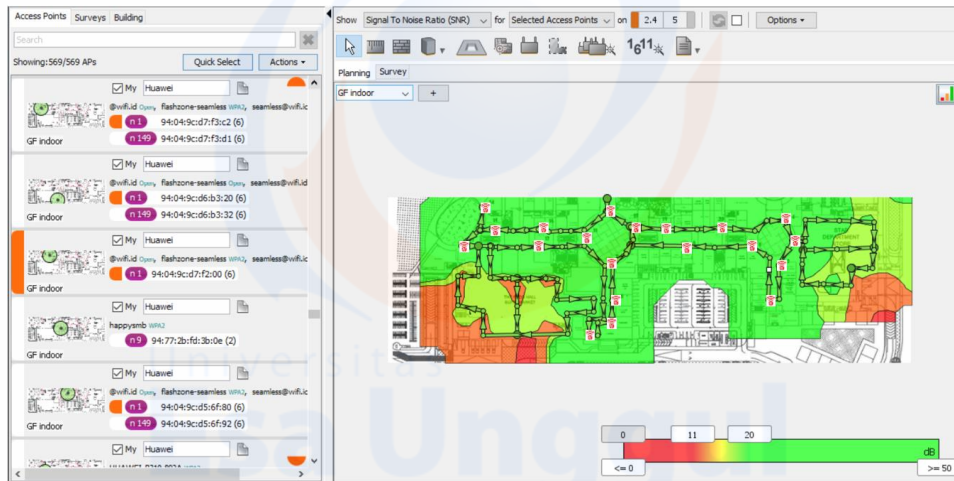 Access Points Surveys Building
Search
Showing:569/569 APs Quick Select Actions
My Huawei
@wifi.id Open, flashzone-seamless WPA2, seamless@wifi.id
n 1 94:04:9c:d7:f3:c2 (6)
n 149 94:04:9c:d7:f3:d1 (6)
GF indoor
My Huawei
@wifi.id Open, flashzone-seamless Open, seamless@wifi.id
n 1 94:04:9c:d6:b3:20 (6)
n 149 94:04:9c:d6:b3:32 (6)
GF indoor
My Huawei
@wifi.id Open, flashzone-seamless WPA2, seamless@wifi.id
n 1 94:04:9c:d7:f2:00 (6)
GF indoor
My Huawei
happysmb WPA2
n 9 94:77:2b:fd:3b:0e (2)
GF indoor
My Huawei
@wifi.id Open, flashzone-seamless WPA2, seamless@wifi.ic
n 1 94:04:9c:d5:6f:80 (6)
n 149 94:04:9c:d5:6f:92 (6)
GF indoor
My Huawei
Show Signal To Noise Ratio (SNR) for Selected Access Points on 2.4 5 Options
1 6 11
Planning Survey
GF indoor +
DEPARTMENT
Universitas
Esa Unggul
0 11 20
dB
<= 0 >= 50